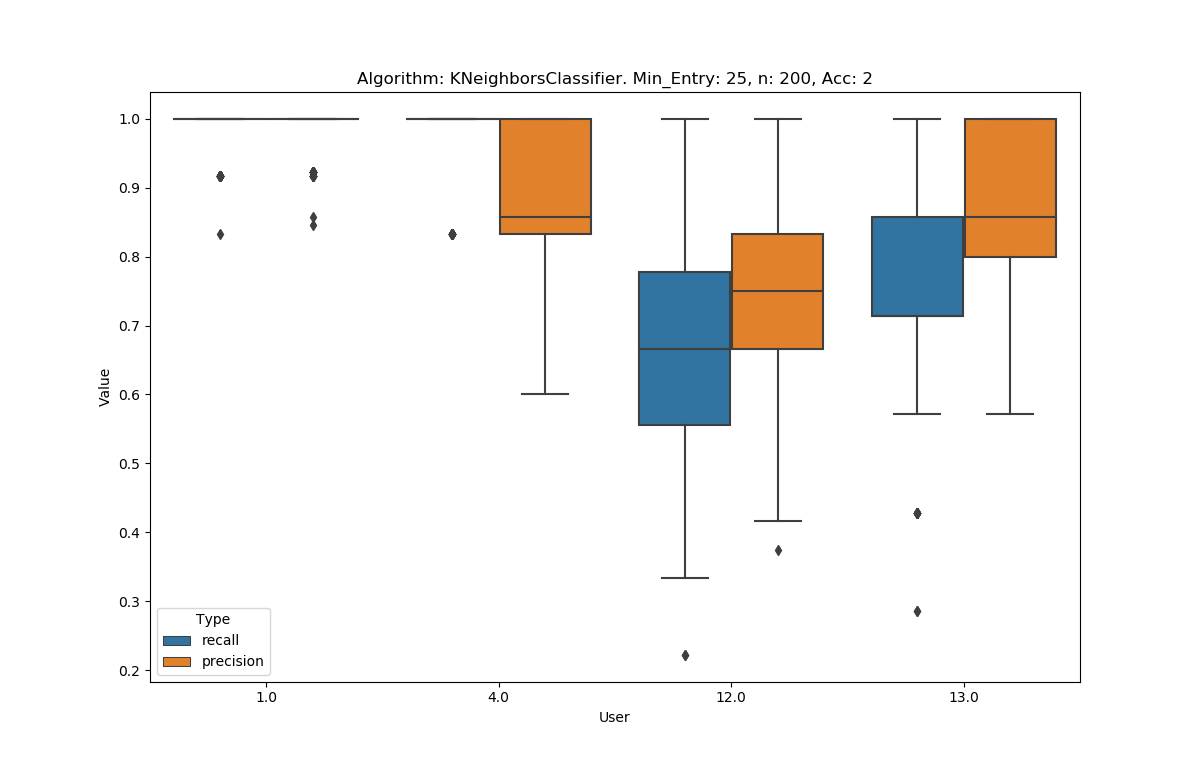 Algorithm: KNeighborsClassifier. Min_Entry: 25, n: 200, Acc: 2
1.0
0.9
0.8
0.7
0.6
0.5
0.4
0.3
0.2
Value
Type
recall
precision
1.0 4.0 12.0 13.0
User